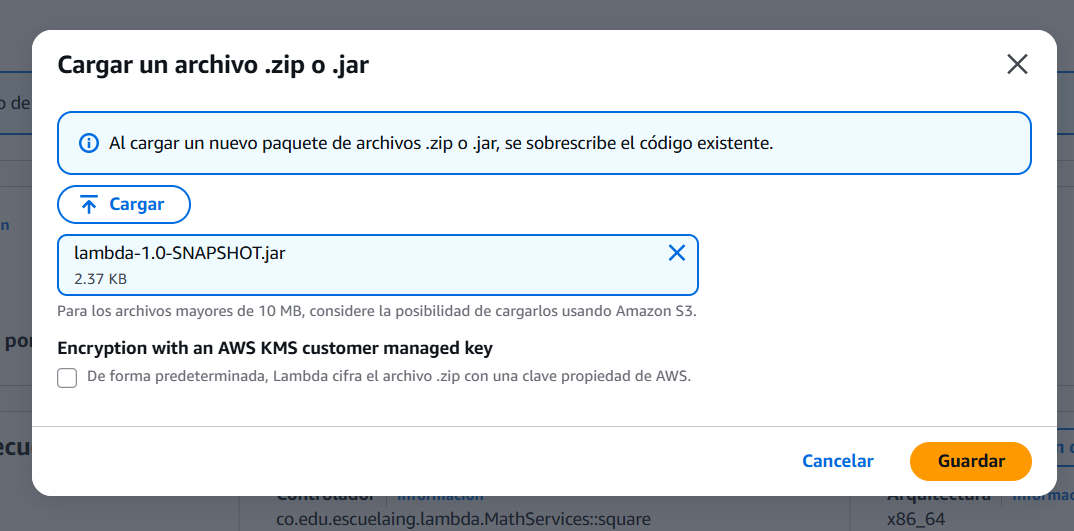 Cargar un archivo .zip o .jar
Al cargar un nuevo paquete de archivos .zip o .jar, se sobrescribe el código existente.
Cargar
lambda-1.0-SNAPSHOT.jar
2.37 KB
Para los archivos mayores de 10 MB, considere la posibilidad de cargarlos usando Amazon S3.
Encryption with an AWS KMS customer managed key
De forma predeterminada, Lambda cifra el archivo .zip con una clave propiedad de AWS.
Cancelar
Guardar
Controlador
Información
Arquitectura
co.edu.escuelaing.lambda.MathServices::square
x86_64